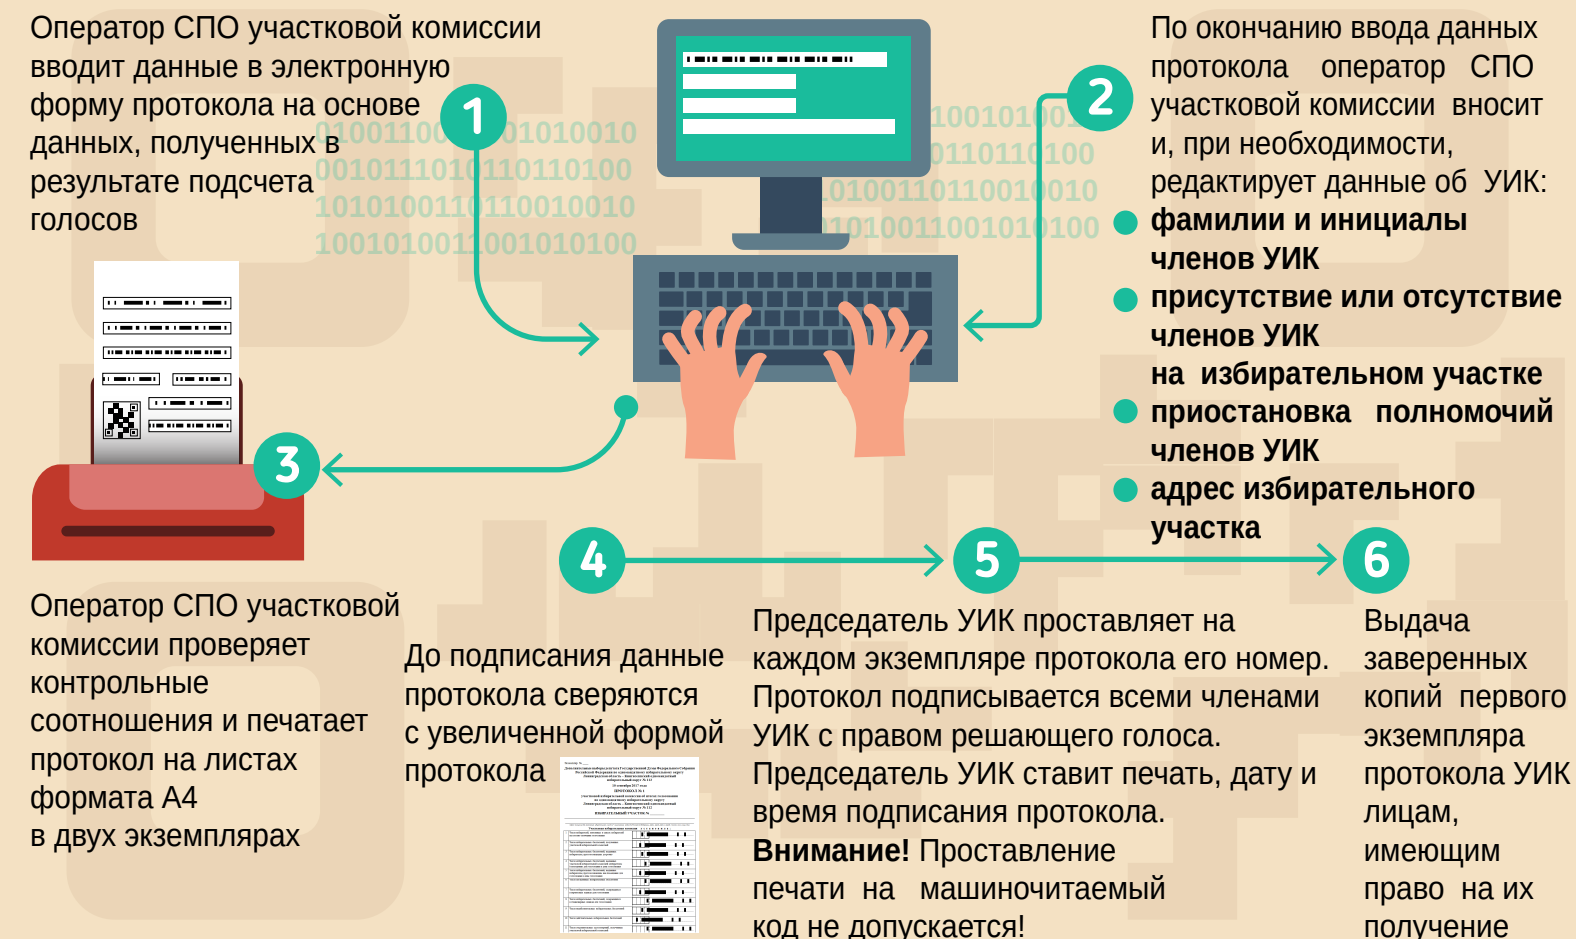 Оператор СПО участковой комиссии
вводит данные в электронную
форму протокола на основе
данных, полученных в
результате подсчета
голосов
1
2
По окончанию ввода данных
протокола оператор СПО
участковой комиссии вносит
и, при необходимости,
редактирует данные об УИК:
фамилии и инициалы
членов УИК
присутствие или отсутствие
членов УИК
на избирательном участке
приостановка полномочий
членов УИК
адрес избирательного
участка
3
Оператор СПО участковой
комиссии проверяет
контрольные
соотношения и печатает
протокол на листах
формата А4
в двух экземплярах
4
До подписания данные
протокола сверяются
с увеличенной формой
протокола
5
Председатель УИК проставляет на
каждом экземпляре протокола его номер.
Протокол подписывается всеми членами
УИК с правом решающего голоса.
Председатель УИК ставит печать, дату и
время подписания протокола.
Внимание! Проставление
печати на машиночитаемый
код не допускается!
6
Выдача
заверенных
копий первого
экземпляра
протокола УИК
лицам,
имеющим
право на их
получение